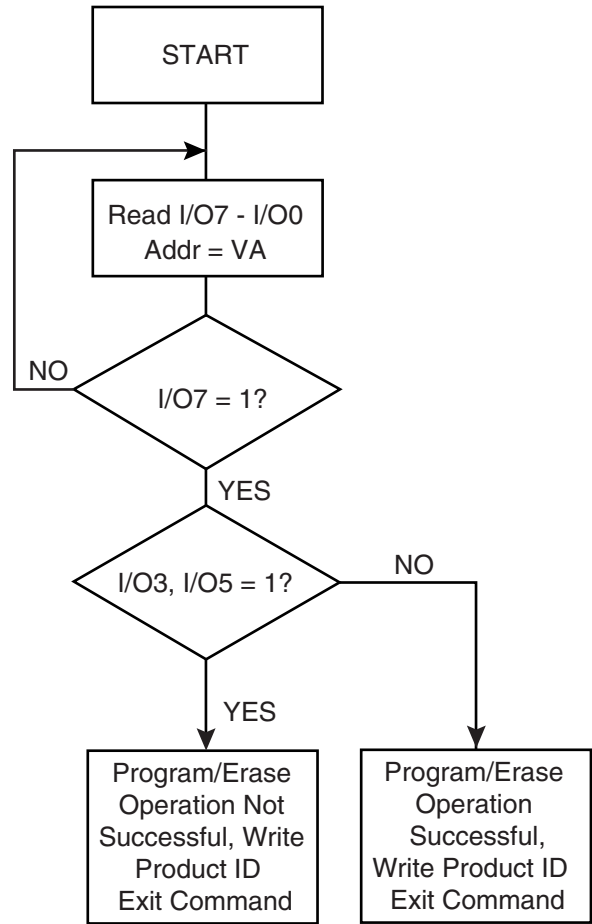 START
Read I/O7 - I/O0
Addr = VA
NO
I/O7 = 1?
YES
I/O3, I/O5 = 1?
NO
YES
Program/Erase
Operation Not
Successful, Write
Product ID
Exit Command
Program/Erase
Operation
Successful,
Write Product ID
Exit Command